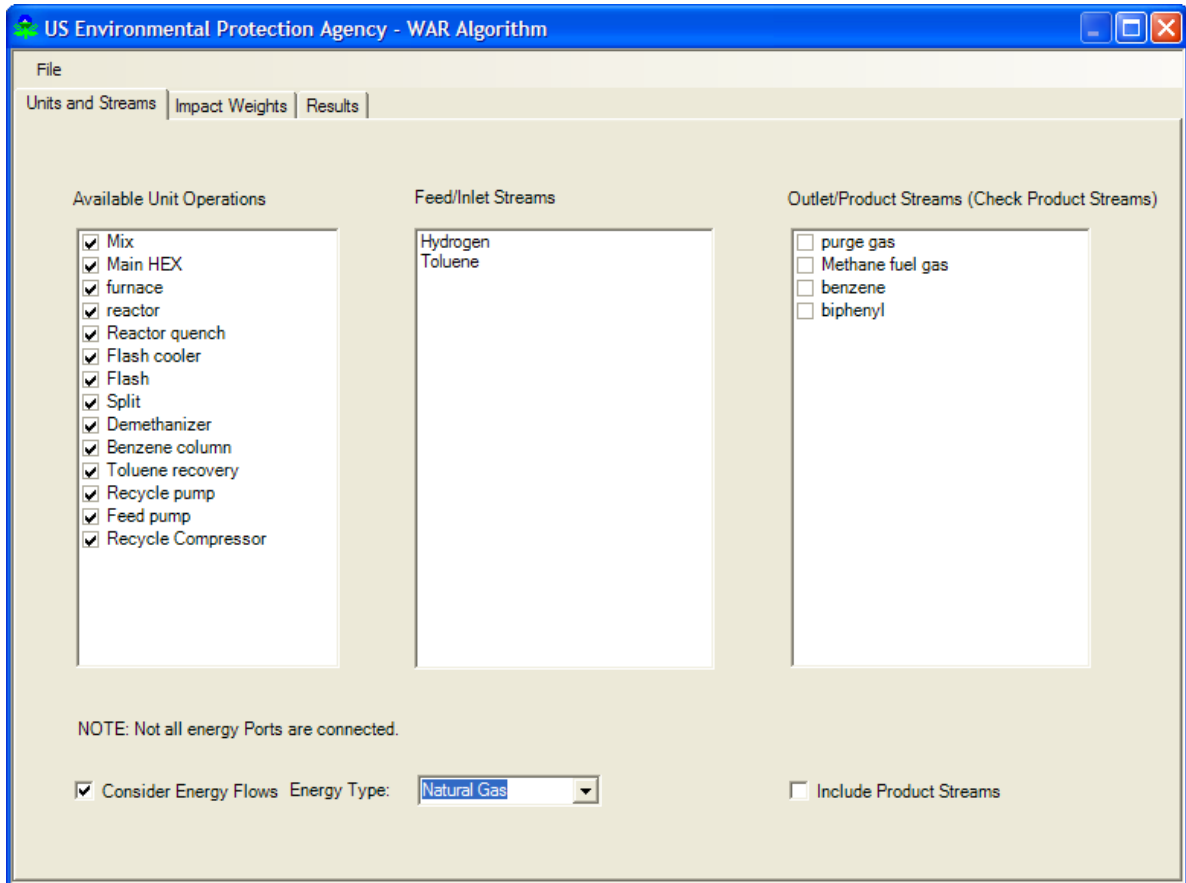 US Environmental Protection Agency - WAR Algorithm
File
Units and Streams
Impact Weights
Results
Available Unit Operations
Mix
Main HEX
furnace
reactor
Reactor quench
Flash cooler
Flash
Split
Demethanizer
Benzene column
Toluene recovery
Recycle pump
Feed pump
Recycle Compressor
Feed/Inlet Streams
Hydrogen
Toluene
Outlet/Product Streams (Check Product Streams)
purge gas
Methane fuel gas
benzene
biphenyl
NOTE: Not all energy Ports are connected.
Consider Energy Flows
Energy Type:
Natural Gas
Include Product Streams